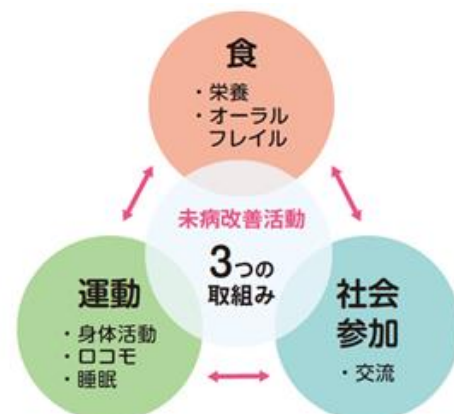 食
・栄養
・オーラル
フレイル
未病改善活動
3つの
取組み
運動
・身体活動
・ロコモ
・睡眠
社会
参加
・交流